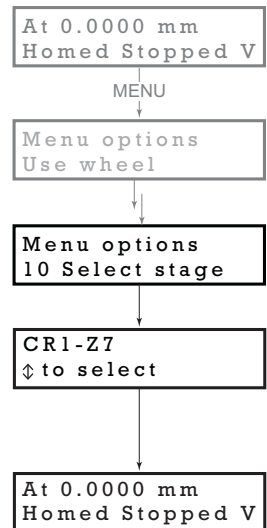 At 0.0000 mm
Homed Stopped V
MENU
Menu options
Use wheel
Menu options
10 Select stage
CR1-Z7
⇕ to select
At 0.0000 mm
Homed Stopped V